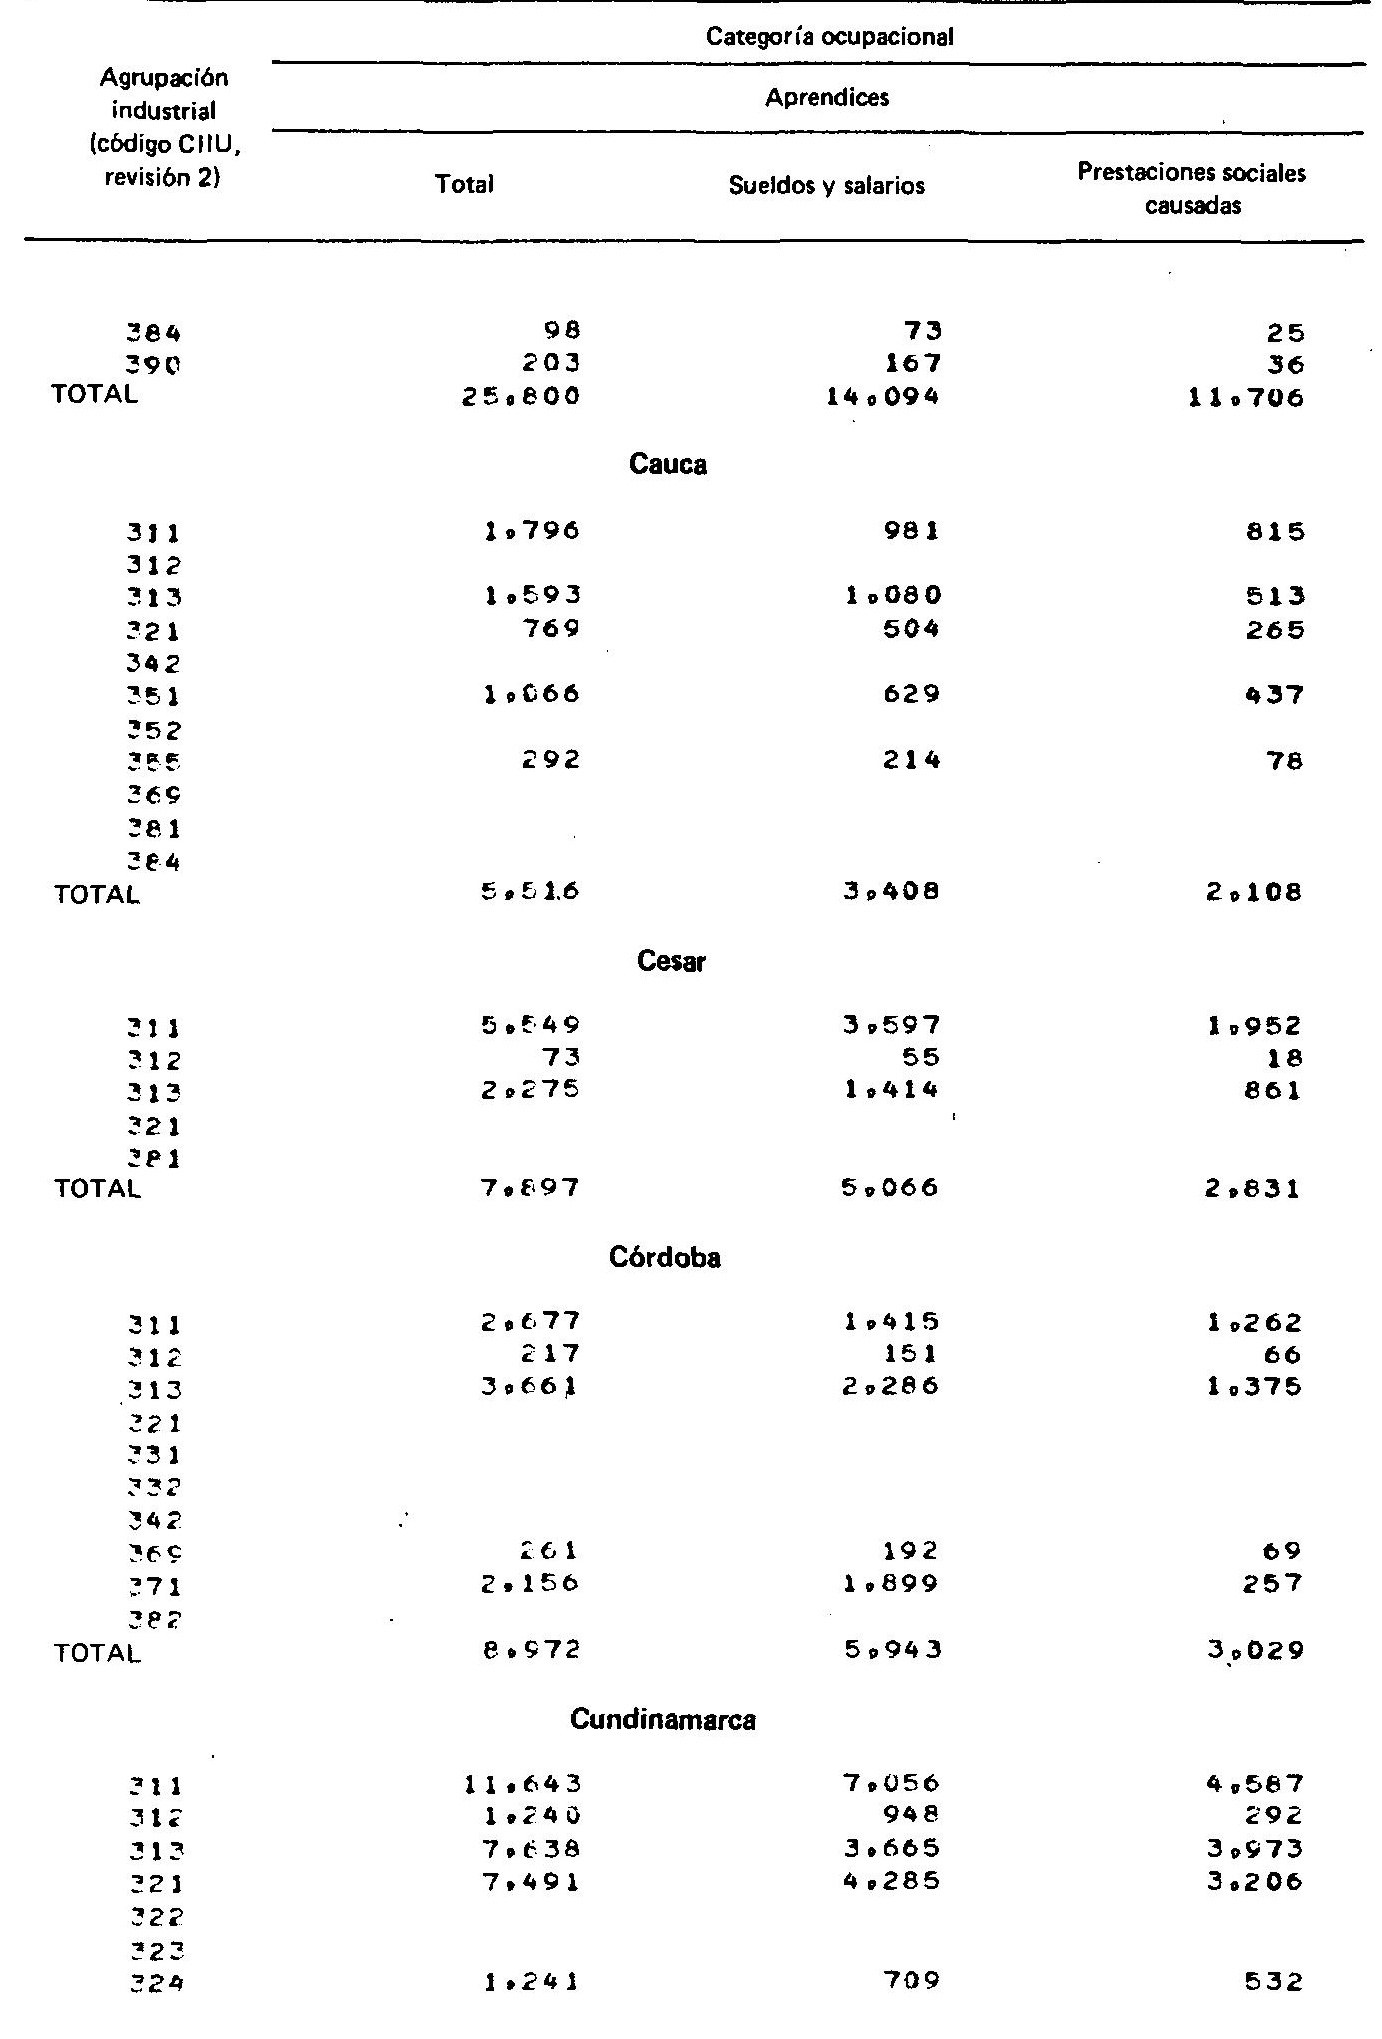 Categoría ocupacional
Agrupación
industrial
(código CIIU,
revisión 2)
Aprendices
Total Sueldos y salarios Prestaciones sociales
causadas
384 98 73 25
390 203 167 36
TOTAL 25.800 14.094 11.706
Cauca
311 1.796 981 815
312
313 1.593 1.080 513
321 769 504 265
342
351 1.066 629 437
352
355 292 214 78
369
381
384
TOTAL 5.516 3.408 2.108
Cesar
311 5.549 3.597 1.952
312 73 55 18
313 2.275 1.414 861
321
381
TOTAL 7.897 5.066 2.831
Córdoba
311 2.677 1.415 1.262
312 217 151 66
313 3.661 2.286 1.375
321
331
332
342
369 261 192 69
371 2.156 1.899 257
382
TOTAL 8.972 5.943 3.029
Cundinamarca
311 11.643 7.056 4.587
312 1.240 948 292
313 7.638 3.665 3.973
321 7.491 4.285 3.206
322
323
324 1.241 709 532